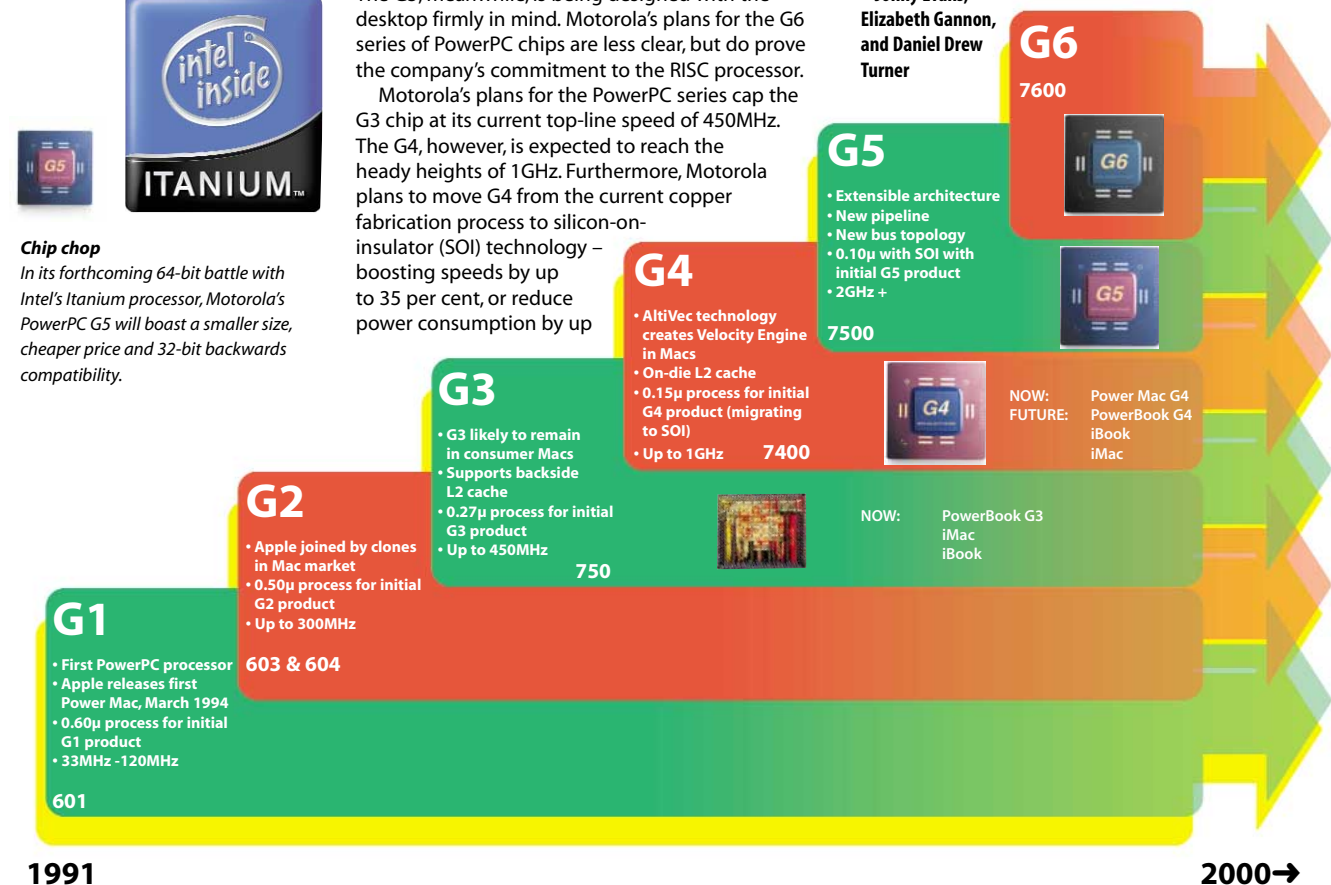 The G5, meanwhile, is being designed with the
desktop firmly in mind. Motorola’s plans for the G6
series of PowerPC chips are less clear, but do prove
the company’s commitment to the RISC processor.
Motorola’s plans for the PowerPC series cap the
G3 chip at its current top-line speed of 450MHz.
The G4, however, is expected to reach the
heady heights of 1GHz. Furthermore, Motorola
plans to move G4 from the current copper
fabrication process to silicon-on-
insulator (SOI) technology –
boosting speeds by up
to 35 per cent, or reduce
power consumption by up
Jonny Evans,
Elizabeth Gannon,
and Daniel Drew
Turner
G5
intel
inside
ITANIUM™
Chip chop
In its forthcoming 64-bit battle with
Intel’s Itanium processor, Motorola’s
PowerPC G5 will boast a smaller size,
cheaper price and 32-bit backwards
compatibility.
G6
7600
G6
G5
• Extensible architecture
• New pipeline
• New bus topology
• 0.10µ with SOI with
initial G5 product
• 2GHz +
7500
G5
G4
• AltiVec technology
creates Velocity Engine
in Macs
• On-die L2 cache
• 0.15µ process for initial
G4 product (migrating
to SOI)
• Up to 1GHz 7400
G4
NOW: Power Mac G4
FUTURE: PowerBook G4
iBook
iMac
G3
• G3 likely to remain
in consumer Macs
• Supports backside
L2 cache
• 0.27µ process for initial
G3 product
• Up to 450MHz
750
NOW: PowerBook G3
iMac
iBook
G2
• Apple joined by clones
in Mac market
• 0.50µ process for initial
G2 product
• Up to 300MHz
603 & 604
G1
• First PowerPC processor
• Apple releases first
Power Mac, March 1994
• 0.60µ process for initial
G1 product
• 33MHz -120MHz
601
1991
2000➜